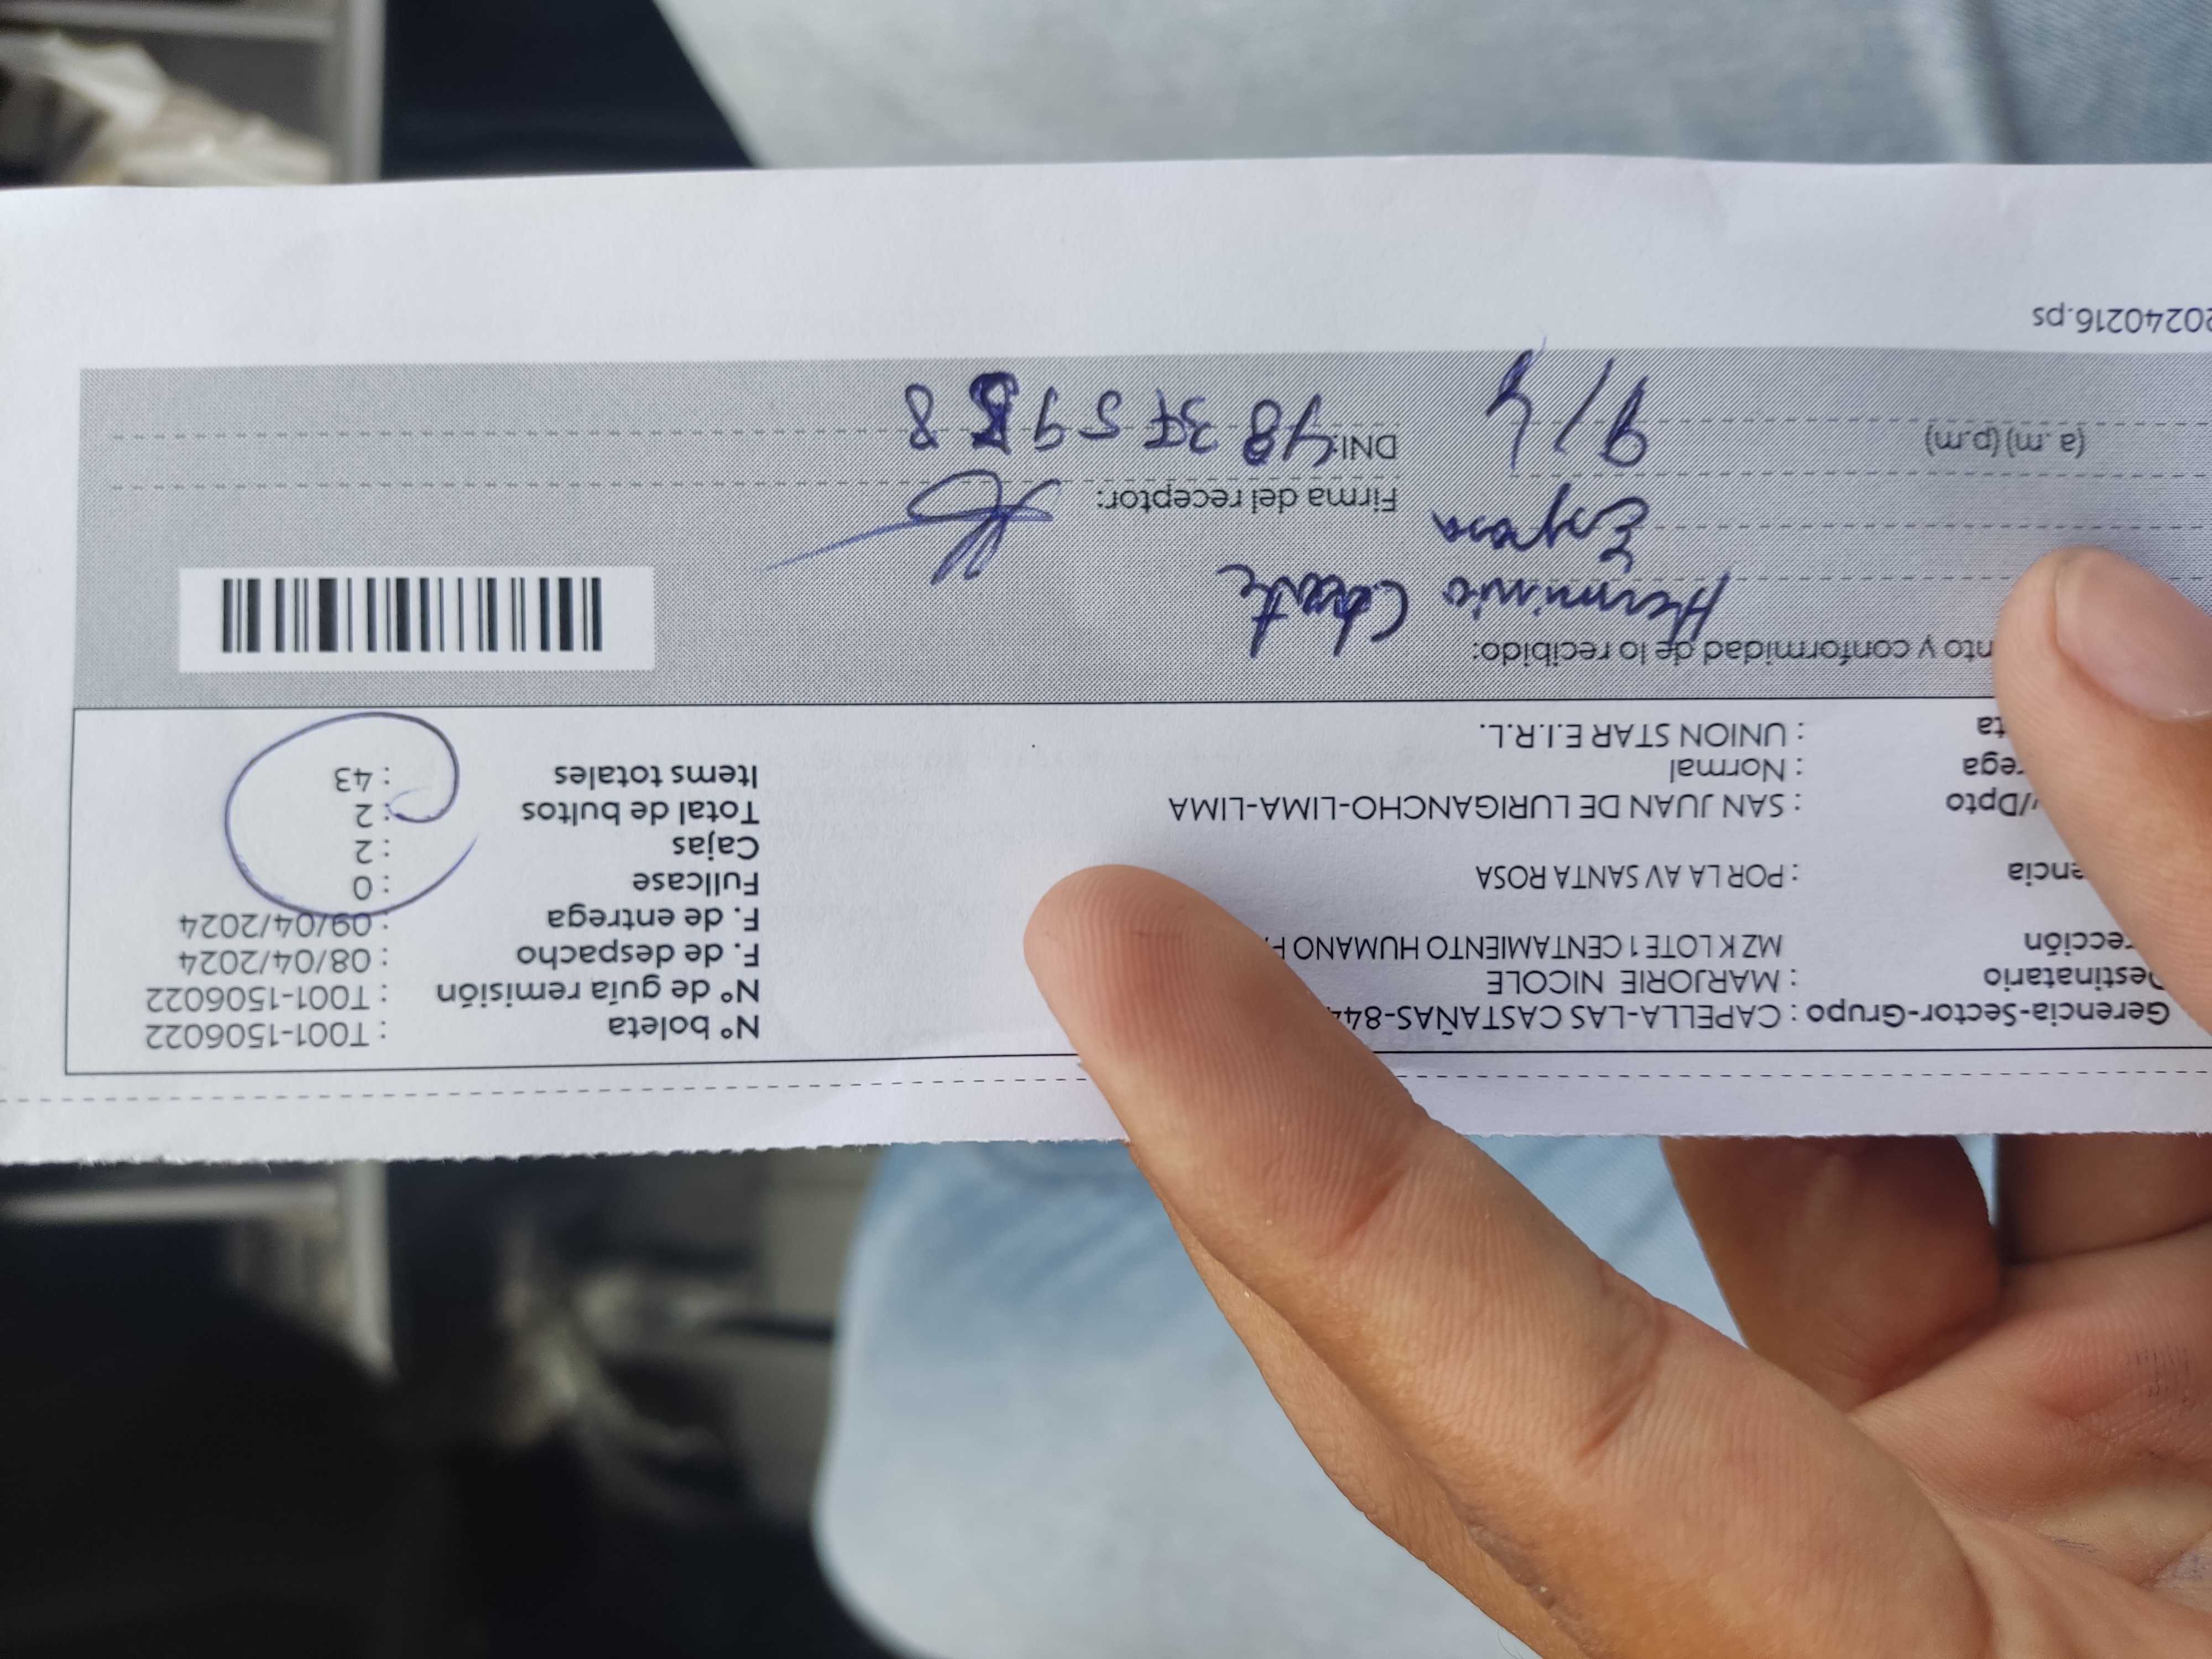 Gerencia-Sector-Grupo : CAPELLA-LAS CASTAÑAS-844
Destinatario : MARJORIE NICOLE
rección MZ K LOTE 1 CENTAMIENTO HUMANO
encia : POR LA AV SANTA ROSA
/Dpto : SAN JUAN DE LURIGANCHO-LIMA-LIMA
rega : Normal
ta : UNION STAR E.I.R.L.
N° boleta : T001-1506022
N° de guía remisión : T001-1506022
F. de despacho : 08/04/2024
F. de entrega : 09/04/2024
Fullcase : 0
Cajas : 2
Total de bultos : 2
Items totales : 43
nto y conformidad de lo recibido:
Herminio
Esposa
Firma del receptor:
(a. m) (p.m) 9/4
DNI:
20240216.ps